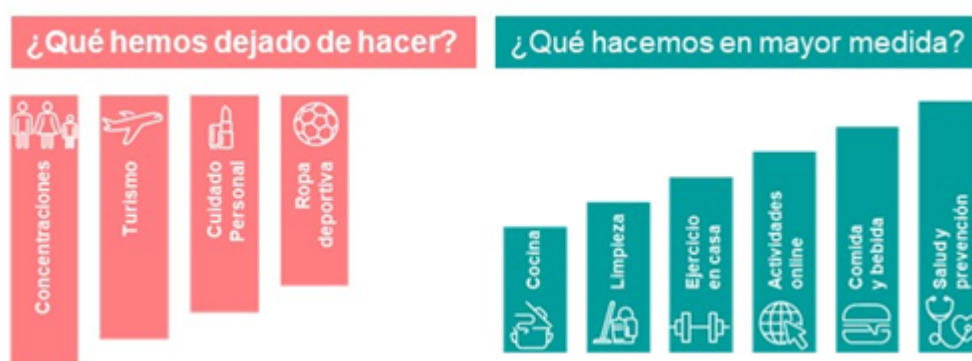 ¿Qué hemos dejado de hacer?
¿Qué hacemos en mayor medida?
Concentraciones
Turismo
Cuidado
Personal
Ropa
deportiva
Cocina
Limpieza
Ejercicio
en casa
Actividades
online
Comida
y bebida
Salud y
prevención